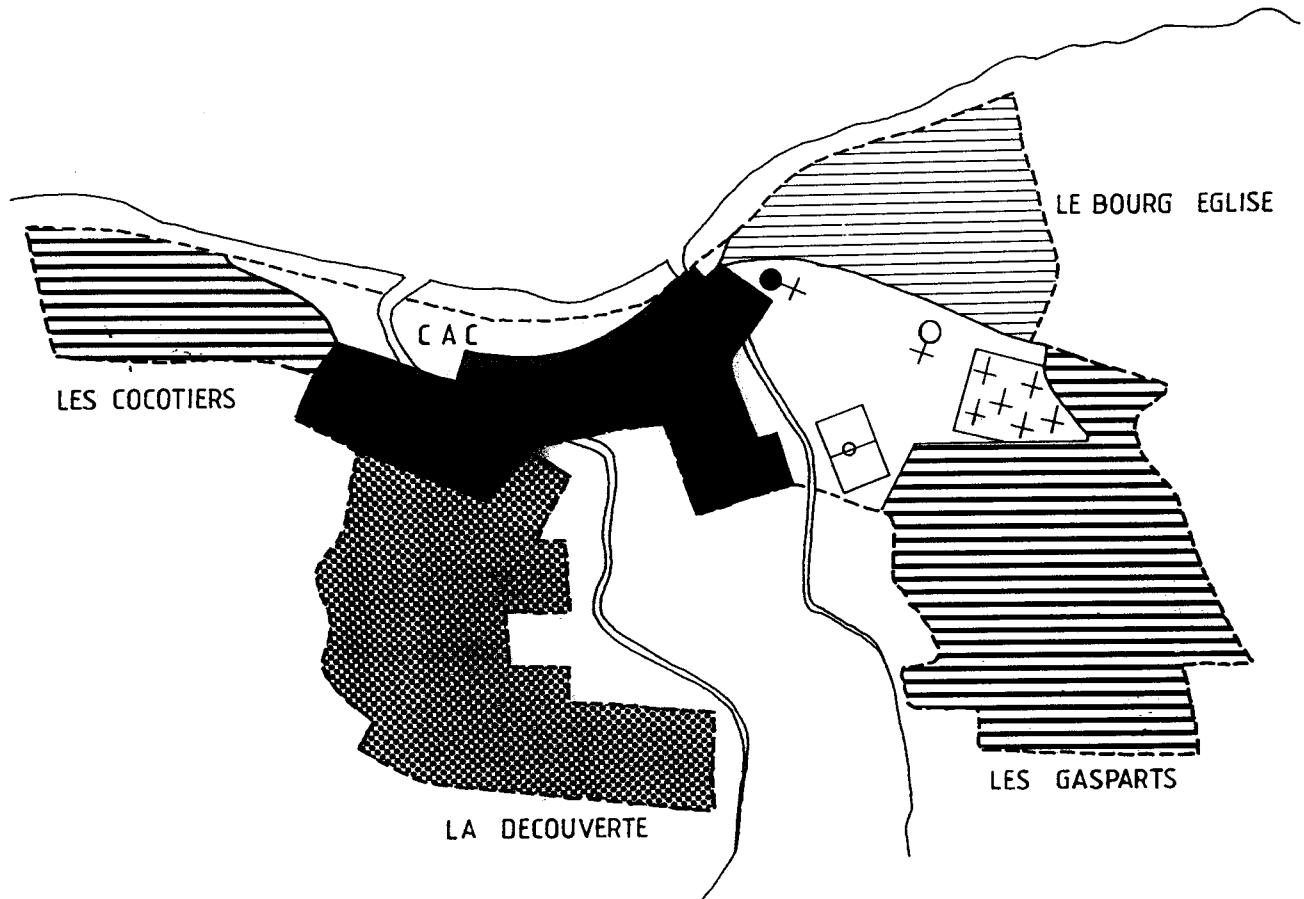 LE BOURG EGLISE
CAC
LES COCOTIERS
LES GASPARTS
LA DECOUVERTE